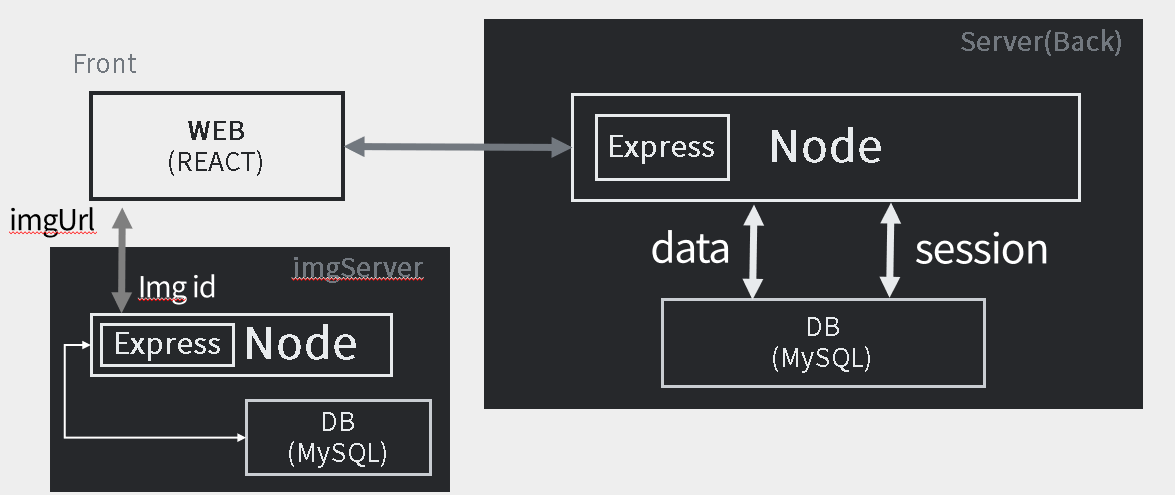 Front
WEB
(REACT)
imgUrl
Img id
imgServer
Express
Node
DB
(MySQL)
Server(Back)
Express
Node
data
session
DB
(MySQL)